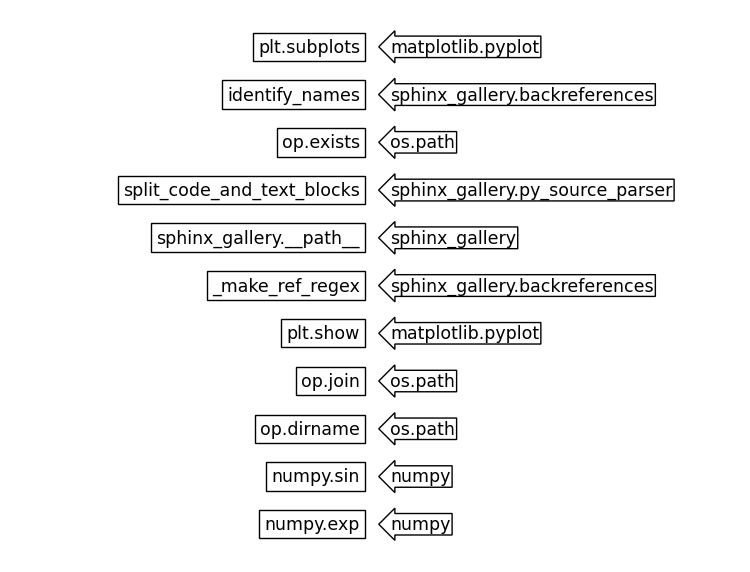 plt.subplots matplotlib.pyplot
identify_names sphinx_gallery.backreferences
op.exists os.path
split_code_and_text_blocks sphinx_gallery.py_source_parser
sphinx_gallery.__path__ sphinx_gallery
_make_ref_regex sphinx_gallery.backreferences
plt.show matplotlib.pyplot
op.join os.path
op.dirname os.path
numpy.sin numpy
numpy.exp numpy